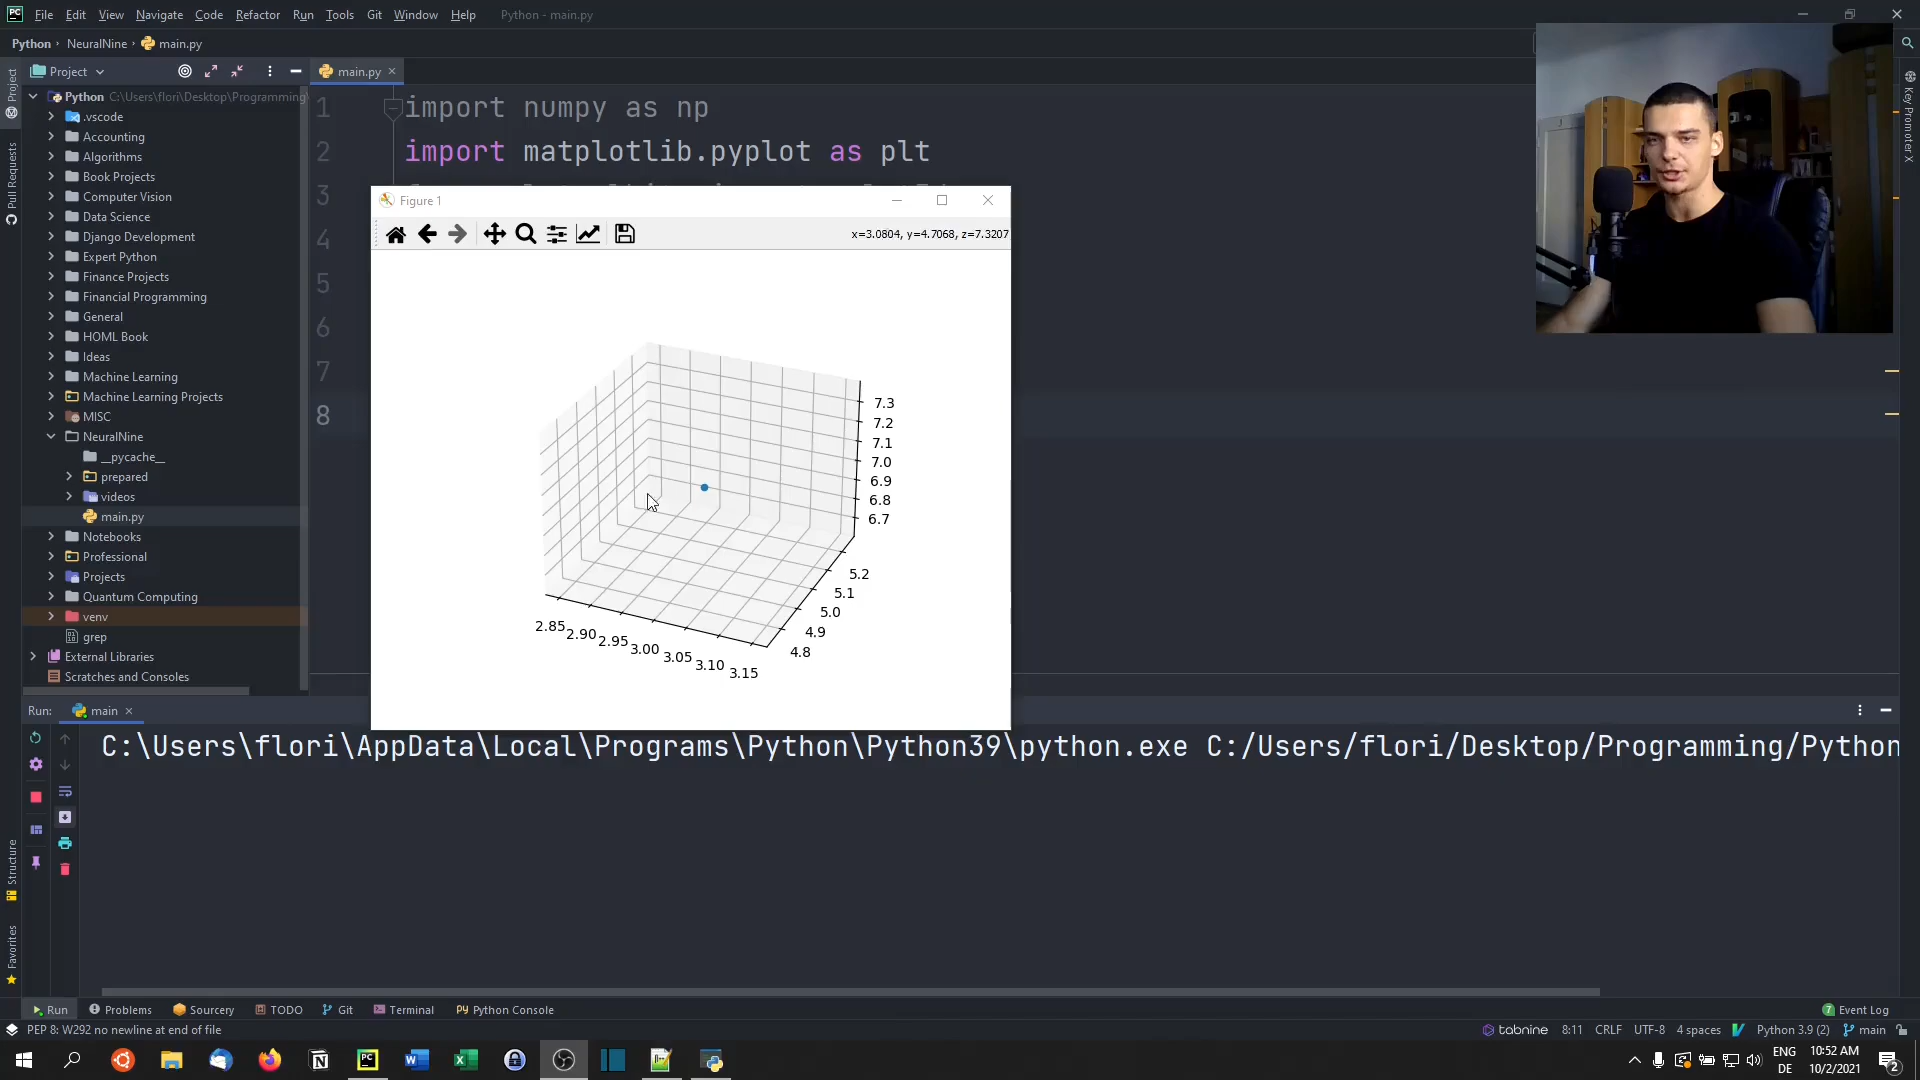 File Edit View Navigate Code Refactor Run Tools Git Window Help Python - main.py
Python NeuralNine main.py
Project
main.py
Project
Pull Requests
Structure
Favorites
Key Promoter X
Python C:\Users\flori\Desktop\Programming\
.vscode
Accounting
Algorithms
Book Projects
Computer Vision
Data Science
Django Development
Expert Python
Finance Projects
Financial Programming
General
HOML Book
Ideas
Machine Learning
Machine Learning Projects
MISC
NeuralNine
__pycache__
prepared
videos
main.py
Notebooks
Professional
Projects
Quantum Computing
venv
grep
External Libraries
Scratches and Consoles
1 import numpy as np
2 import matplotlib.pyplot as plt
3
4
5
6
7
8
Figure 1
x=3.0804, y=4.7068, z=7.3207
7.3
7.2
7.1
7.0
6.9
6.8
6.7
5.2
5.1
5.0
4.9
4.8
2.85 2.90 2.95 3.00 3.05 3.10 3.15
Run: main
C:\Users\flori\AppData\Local\Programs\Python\Python39\python.exe C:/Users/flori/Desktop/Programming/Python
Run Problems Sourcery TODO Git Terminal Python Console 7 Event Log
PEP 8: W292 no newline at end of file tabnine 8:11 CRLF UTF-8 4 spaces Python 3.9 (2) main
ENG 10:52 AM
DE 10/2/2021 2